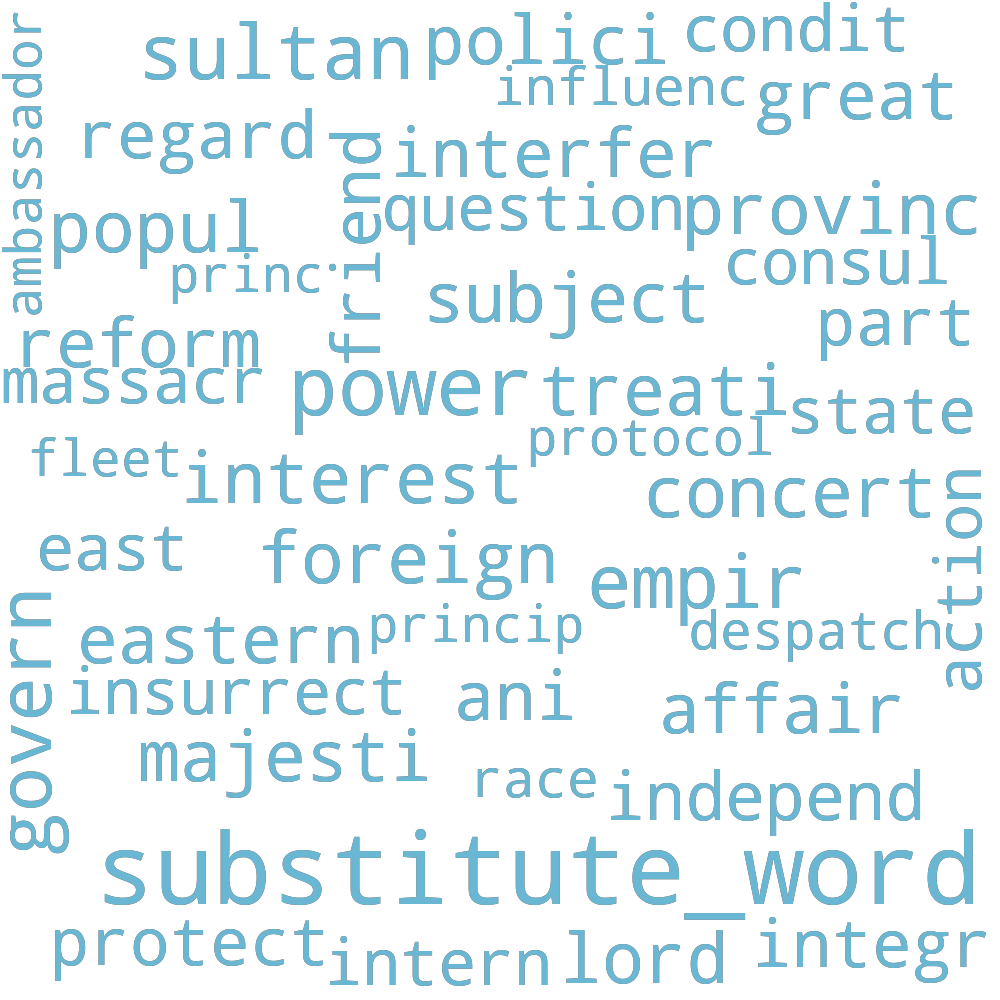 sultan
polici
condit
influenc
great
ambassador
regard
friend
interfer
question
provinc
popul
princ
consul
subject
part
reform
massacr
power
treati
state
protocol
fleet
interest
concert
action
east
foreign
empir
govern
eastern
princip
despatch
insurrect
ani
affair
majesti
race
independ
substitute_word
protect
intern
lord
integr